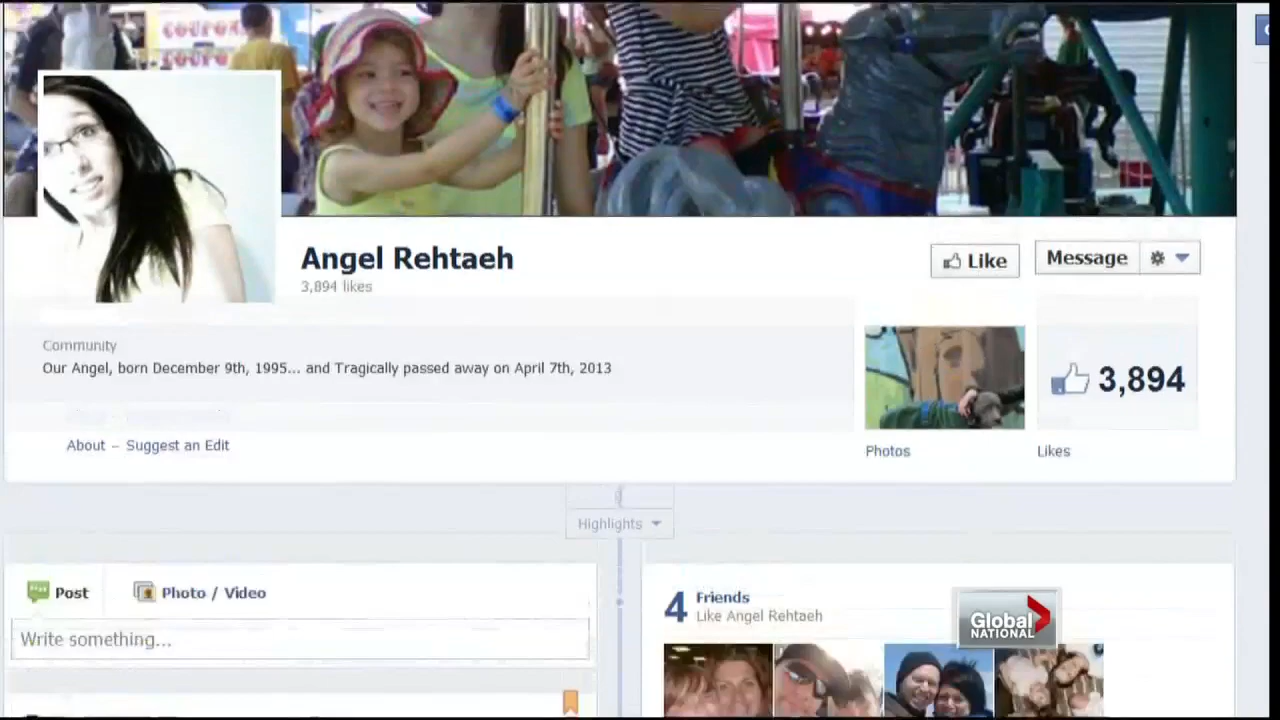 COUPONS
COUPONS
Angel Rehtaeh
3,894 likes
Like
Message
Community
Our Angel, born December 9th, 1995... and Tragically passed away on April 7th, 2013
3,894
About – Suggest an Edit
Photos
Likes
Highlights
Post
Photo / Video
Write something...
4
Friends
Like Angel Rehtaeh
Global
NATIONAL